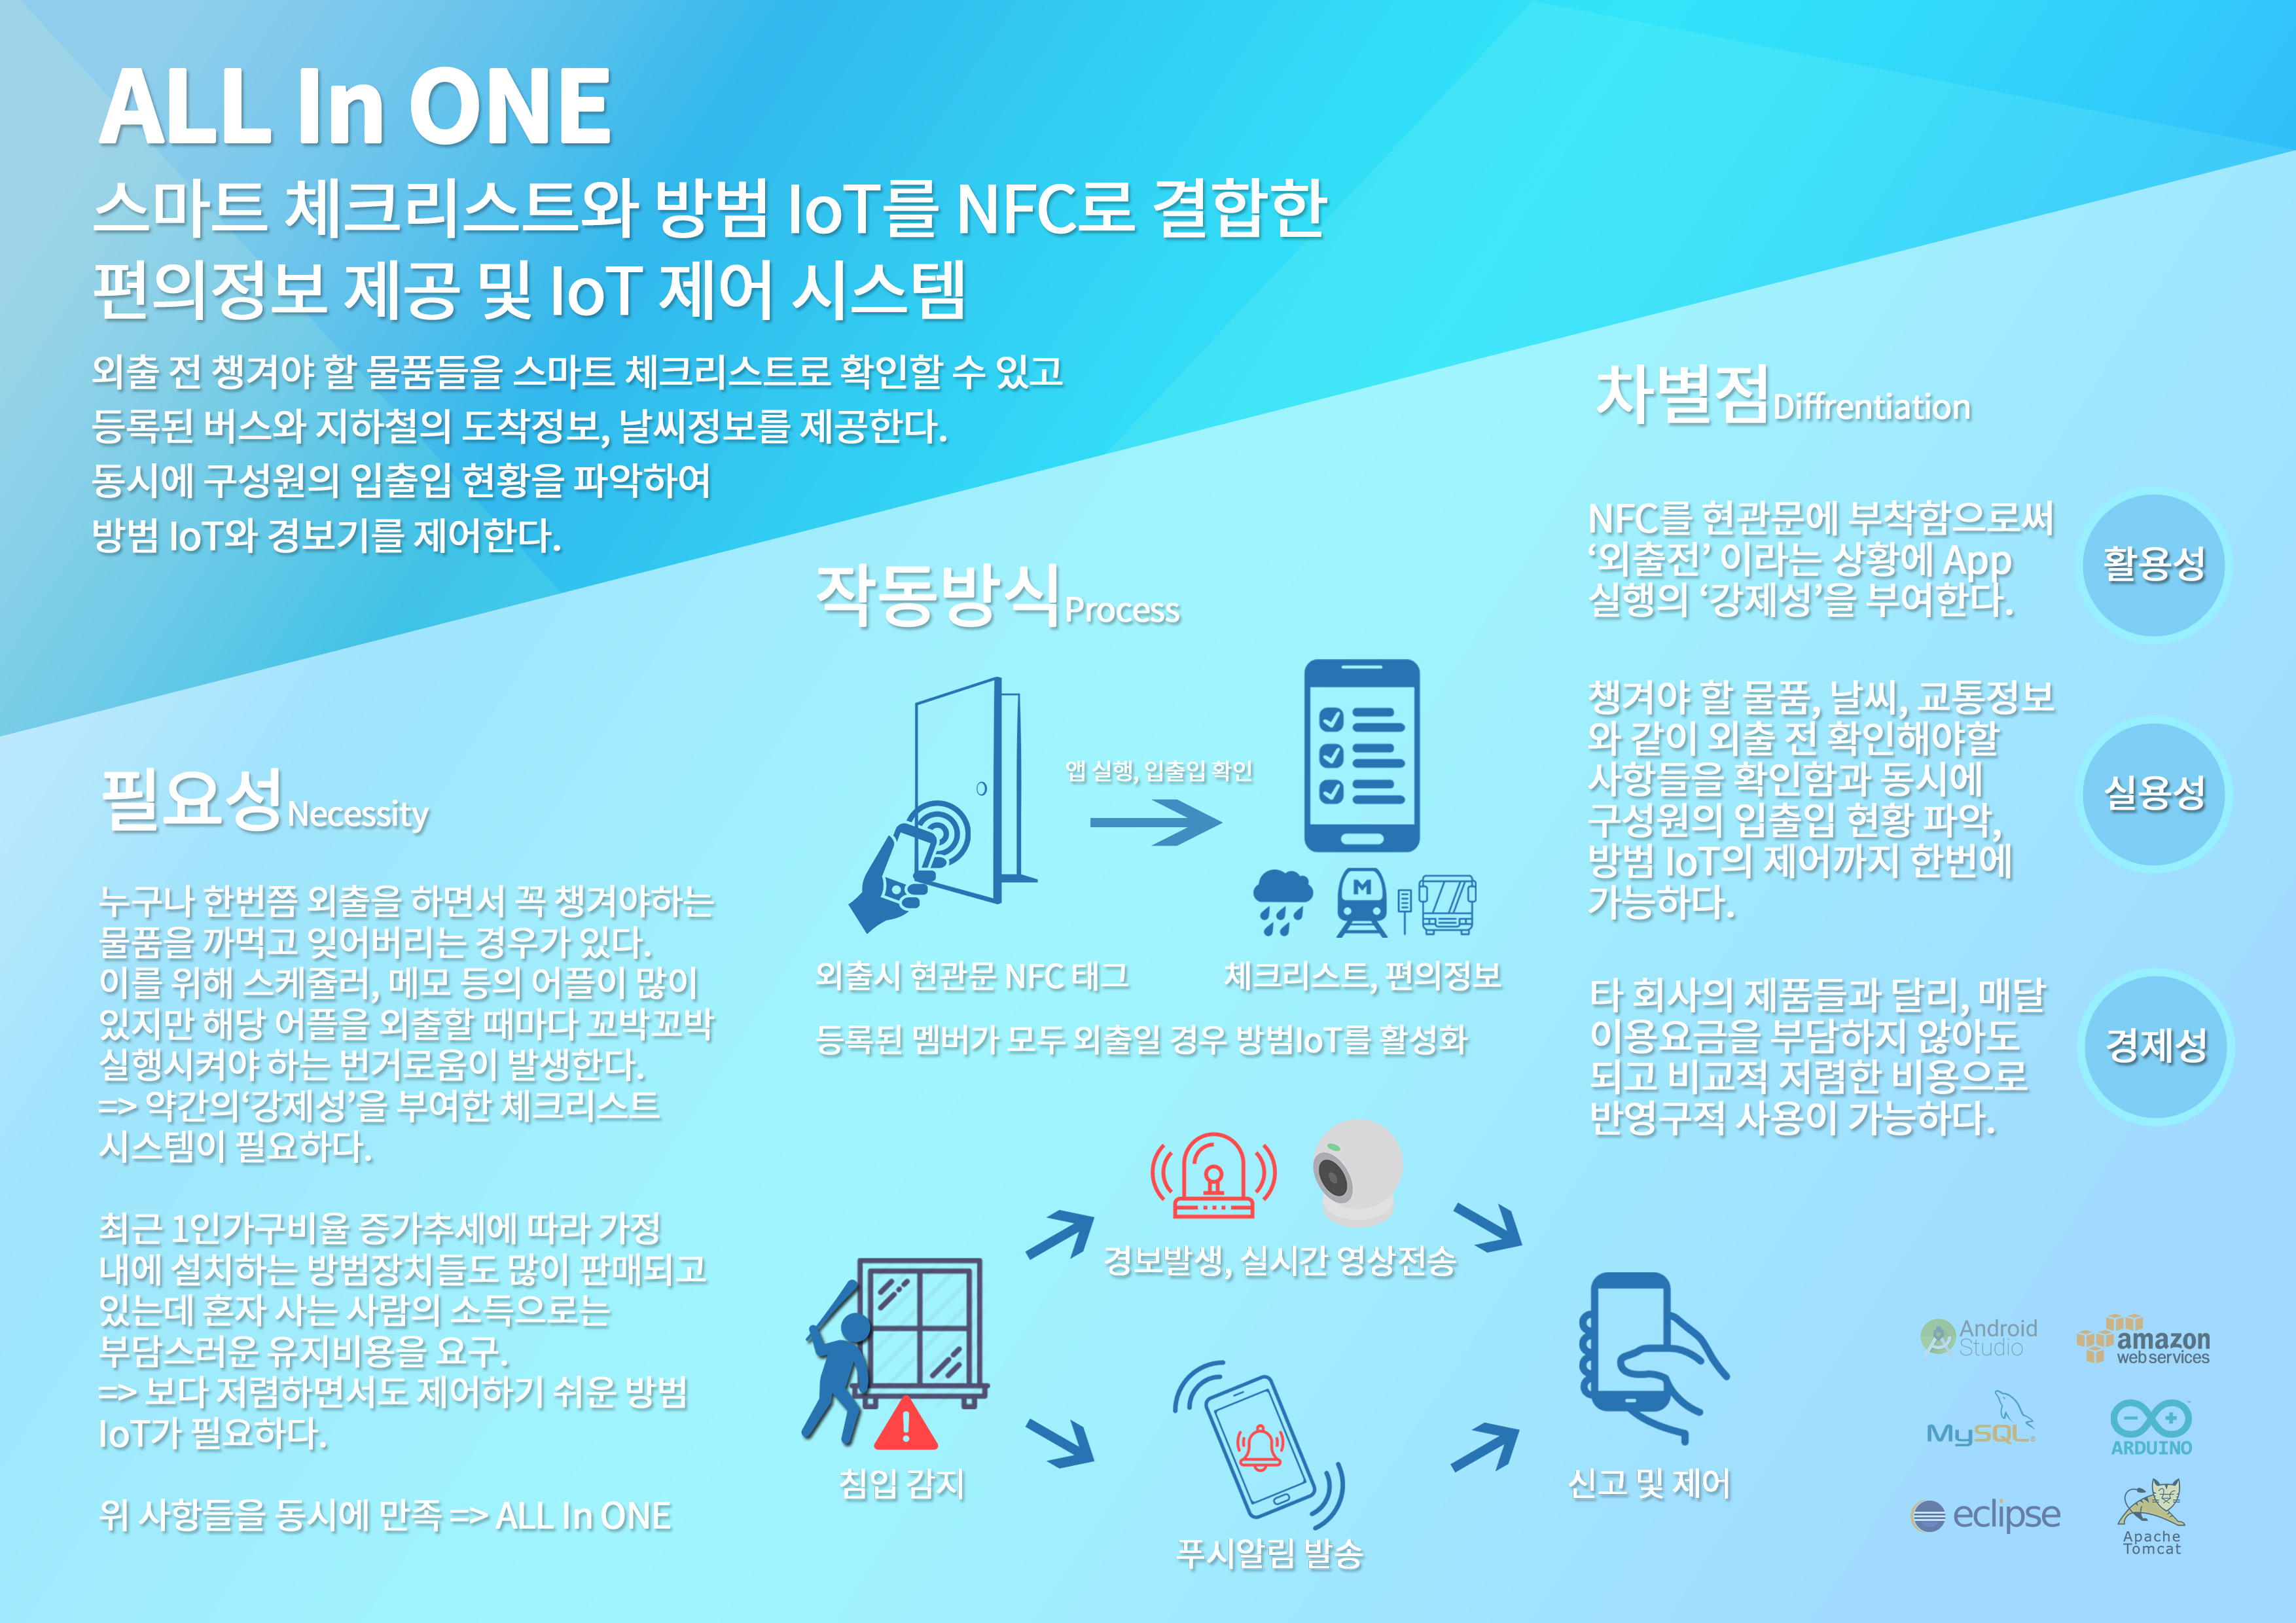 ALL In ONE
스마트 체크리스트와 방범 IoT를 NFC로 결합한
편의정보 제공 및 IoT 제어 시스템
외출 전 챙겨야 할 물품들을 스마트 체크리스트로 확인할 수 있고
등록된 버스와 지하철의 도착정보, 날씨정보를 제공한다.
동시에 구성원의 입출입 현황을 파악하여
방범 IoT와 경보기를 제어한다.
필요성Necessity
누구나 한번쯤 외출을 하면서 꼭 챙겨야하는
물품을 까먹고 잊어버리는 경우가 있다.
이를 위해 스케쥴러, 메모 등의 어플이 많이
있지만 해당 어플을 외출할 때마다 꼬박꼬박
실행시켜야 하는 번거로움이 발생한다.
=> 약간의'강제성'을 부여한 체크리스트
시스템이 필요하다.
최근 1인가구비율 증가추세에 따라 가정
내에 설치하는 방범장치들도 많이 판매되고
있는데 혼자 사는 사람의 소득으로는
부담스러운 유지비용을 요구.
=> 보다 저렴하면서도 제어하기 쉬운 방범
IoT가 필요하다.
위 사항들을 동시에 만족 => ALL In ONE
작동방식Process
앱 실행, 입출입 확인
M
외출시 현관문 NFC 태그
체크리스트, 편의정보
등록된 멤버가 모두 외출일 경우 방범IoT를 활성화
경보발생, 실시간 영상전송
침입 감지
푸시알림 발송
신고 및 제어
차별점Diffrentiation
NFC를 현관문에 부착함으로써
‘외출전’ 이라는 상황에 App
실행의 ‘강제성’을 부여한다.
활용성
챙겨야 할 물품, 날씨, 교통정보
와 같이 외출 전 확인해야할
사항들을 확인함과 동시에
구성원의 입출입 현황 파악,
방범 IoT의 제어까지 한번에
가능하다.
실용성
타 회사의 제품들과 달리, 매달
이용요금을 부담하지 않아도
되고 비교적 저렴한 비용으로
반영구적 사용이 가능하다.
경제성
Android
Studio
amazon
web services
MySQL
ARDUINO
eclipse
Apache
Tomcat